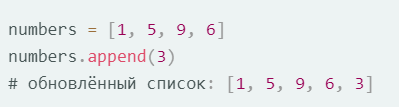 numbers = [1, 5, 9, 6]
numbers.append(3)
# обновлённый список: [1, 5, 9, 6, 3]